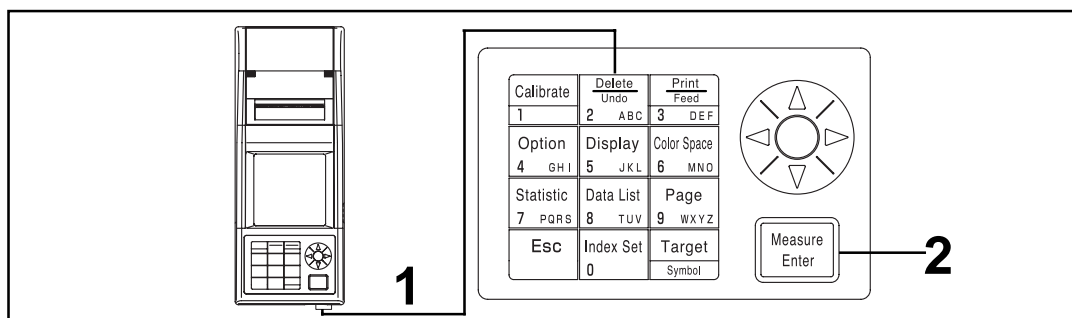 Calibrate
1
Delete
Undo
2 ABC
Print
Feed
3 DEF
Option
4 GHI
Display
5 JKL
Color Space
6 MNO
Statistic
7 PQRS
Data List
8 TUV
Page
9 WXYZ
Esc
Index Set
0
Target
Symbol
Measure
Enter
1
2